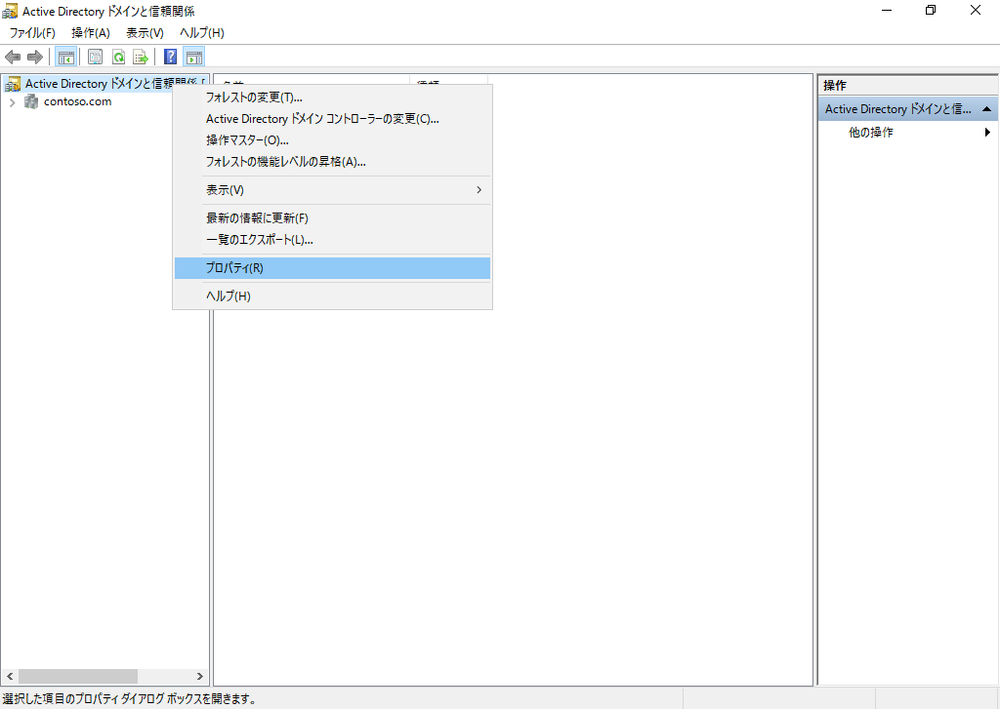 Active Directory ドメインと信頼関係
ファイル(F) 操作(A) 表示(V) ヘルプ(H)
Active Directory ドメインと信頼関係 [
contoso.com
フォレストの変更(T)...
Active Directory ドメイン コントローラーの変更(C)...
操作マスター(O)...
フォレストの機能レベルの昇格(A)...
表示(V)
最新の情報に更新(F)
一覧のエクスポート(L)...
プロパティ(R)
ヘルプ(H)
操作
Active Directory ドメインと信...
他の操作
選択した項目のプロパティ ダイアログ ボックスを開きます。